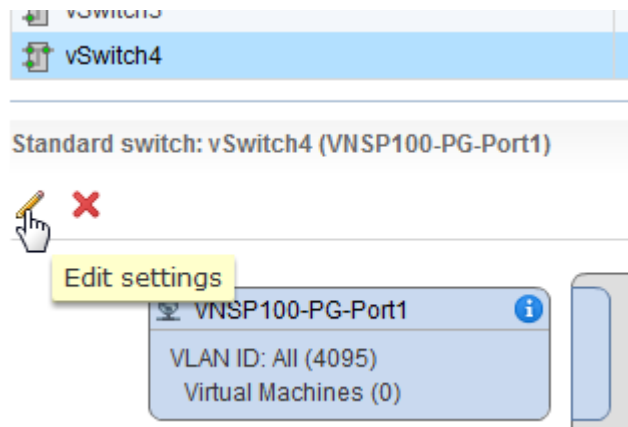 vSwitch3
vSwitch4
Standard switch: vSwitch4 (VNSP100-PG-Port1)
Edit settings
VNSP100-PG-Port1
VLAN ID: All (4095)
Virtual Machines (0)